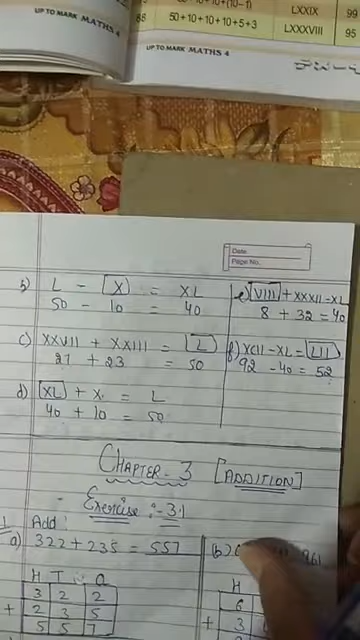 UP TO MARK MATHS 4
88 50+10+10+10+5+3 LXXXVIII 95
LXXIX 99
UP TO MARK MATHS 4
Date
Page No.
b) L - X = XL
50 - 10 = 40
c) XXVII + XXIII = L
27 + 23 = 50
d) XL + X = L
40 + 10 = 50
e) VIII + XXXII = XL
8 + 32 = 40
f) XCII - XL = LII
92 - 40 = 52
CHAPTER - 3 [ADDITION]
Exercise :- 3.1
1 Add :
a) 322 + 235 = 557
H T O
3 2 2
+ 2 3 5
5 5 7
(b) 961
H
6
+ 3